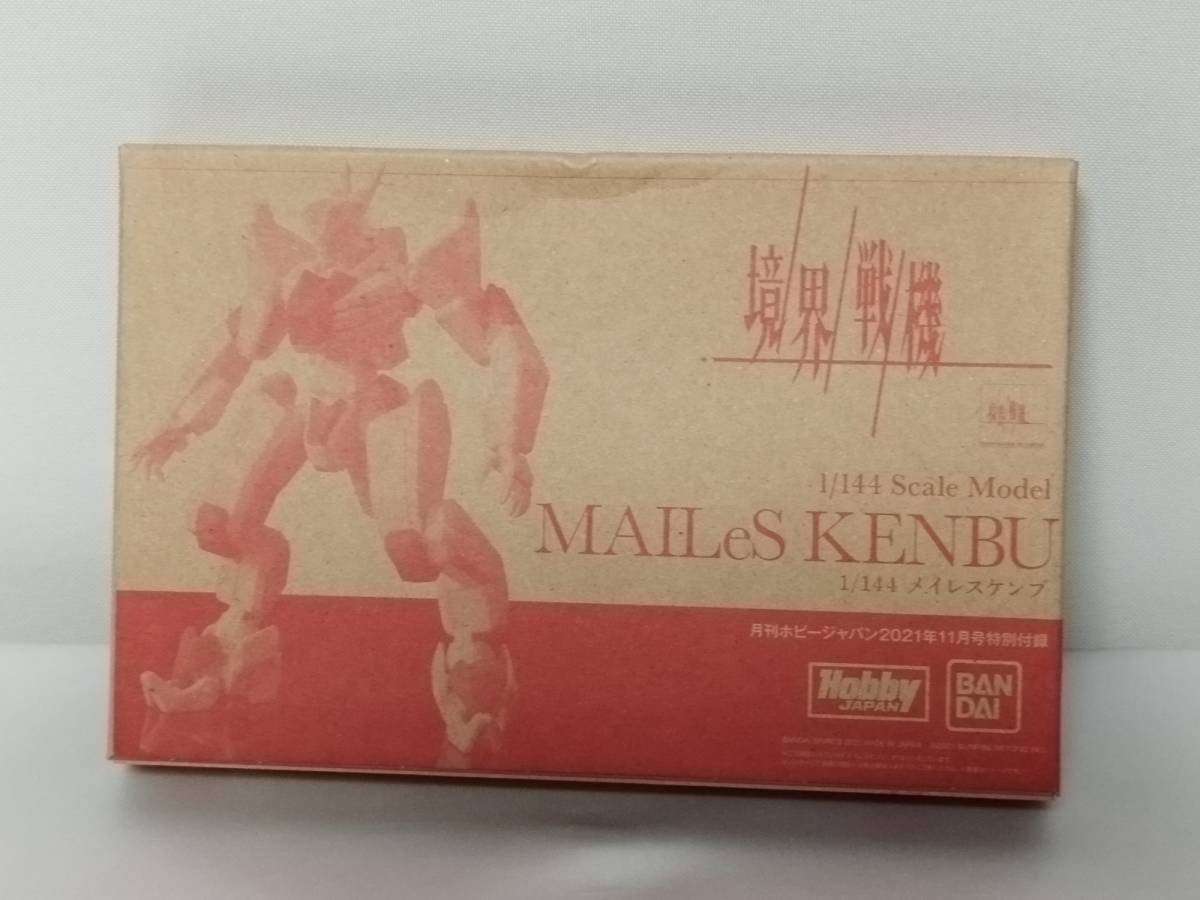 境界戦機
1/144 Scale Model
MAILeS KENBU
1/144 メイレスケンブ
月刊ホビージャパン2021年11月号特別付録
Hobby
JAPAN
BAN
DAI